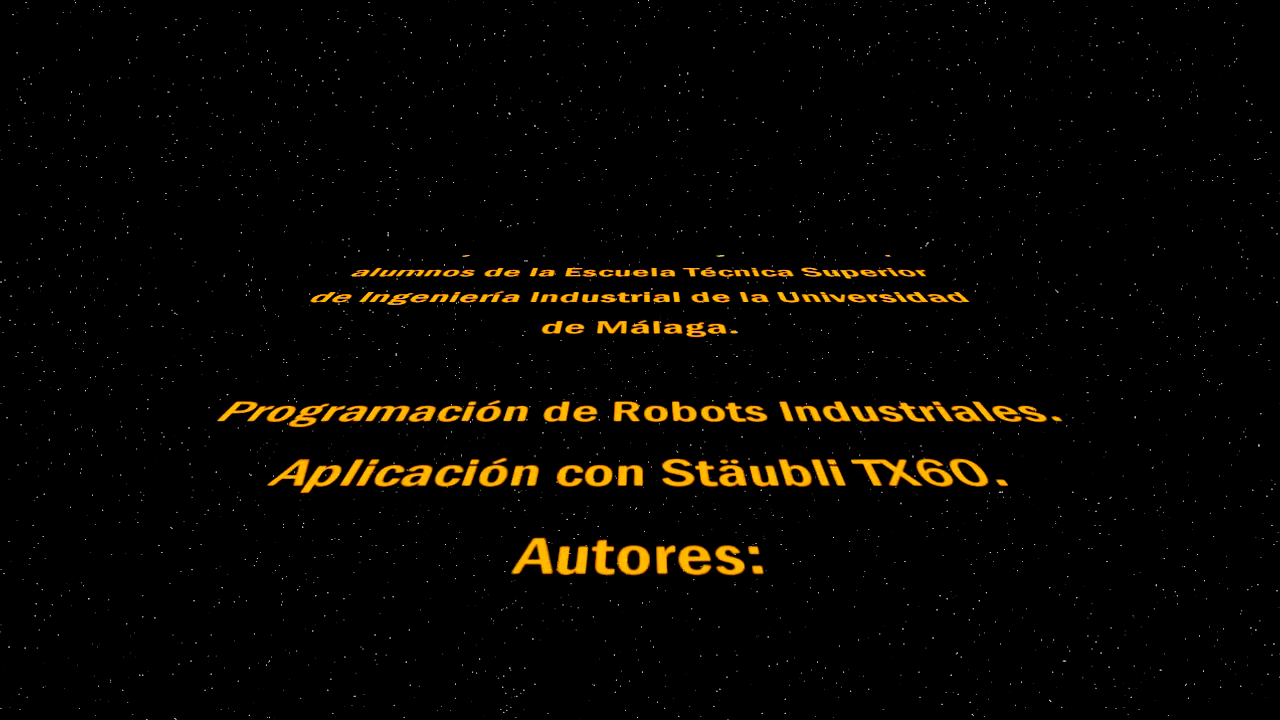 alumnos de la Escuela Técnica Superior
de Ingeniería Industrial de la Universidad
de Málaga.
Programación de Robots Industriales.
Aplicación con Stäubli TX60.
Autores: